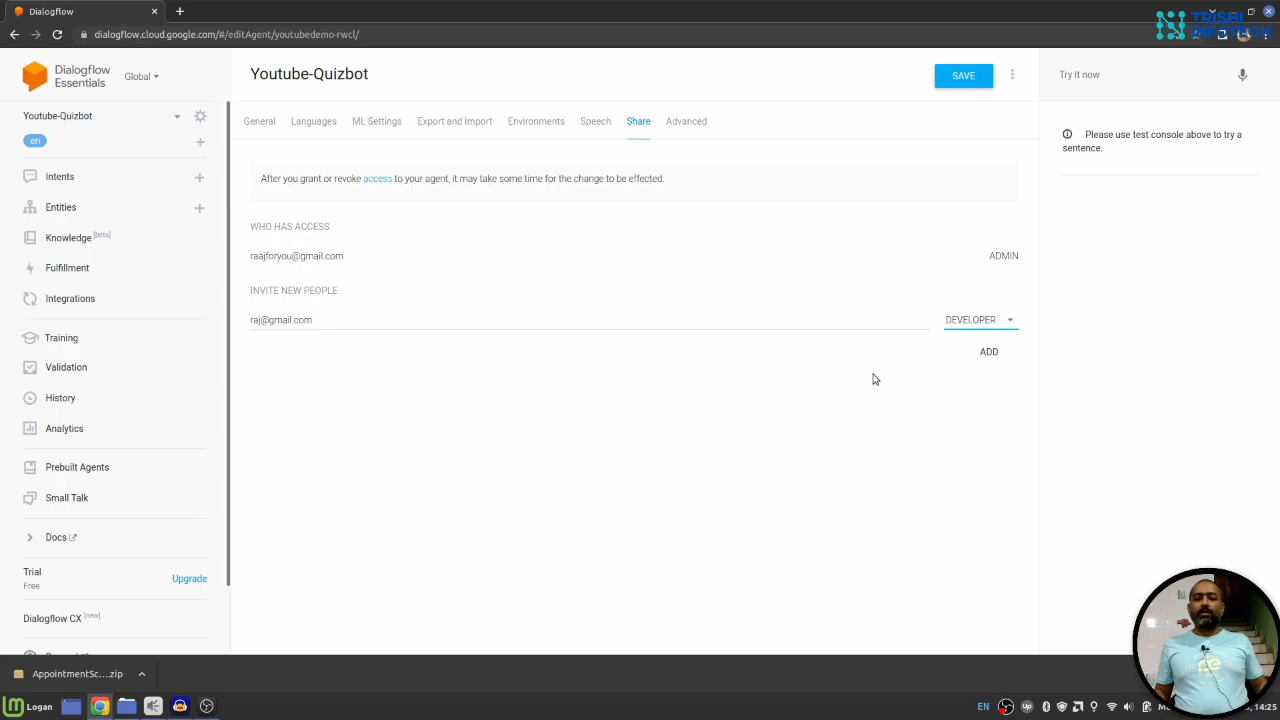 Dialogflow
dialogflow.cloud.google.com/#/editAgent/youtubedemo-rwcl/
TRISHI
INFOTECH
Dialogflow
Essentials
Global
Youtube-Quizbot
SAVE
Try it now
Youtube-Quizbot
en
General
Languages
ML Settings
Export and Import
Environments
Speech
Share
Advanced
Please use test console above to try a
sentence.
After you grant or revoke access to your agent, it may take some time for the change to be effected.
WHO HAS ACCESS
raajforyou@gmail.com
ADMIN
INVITE NEW PEOPLE
raj@gmail.com
DEVELOPER
ADD
Intents
Entities
Knowledge [beta]
Fulfillment
Integrations
Training
Validation
History
Analytics
Prebuilt Agents
Small Talk
Docs
Trial
Free
Upgrade
Dialogflow CX [new]
AppointmentSc....zip
Logan
EN
Up
14:25